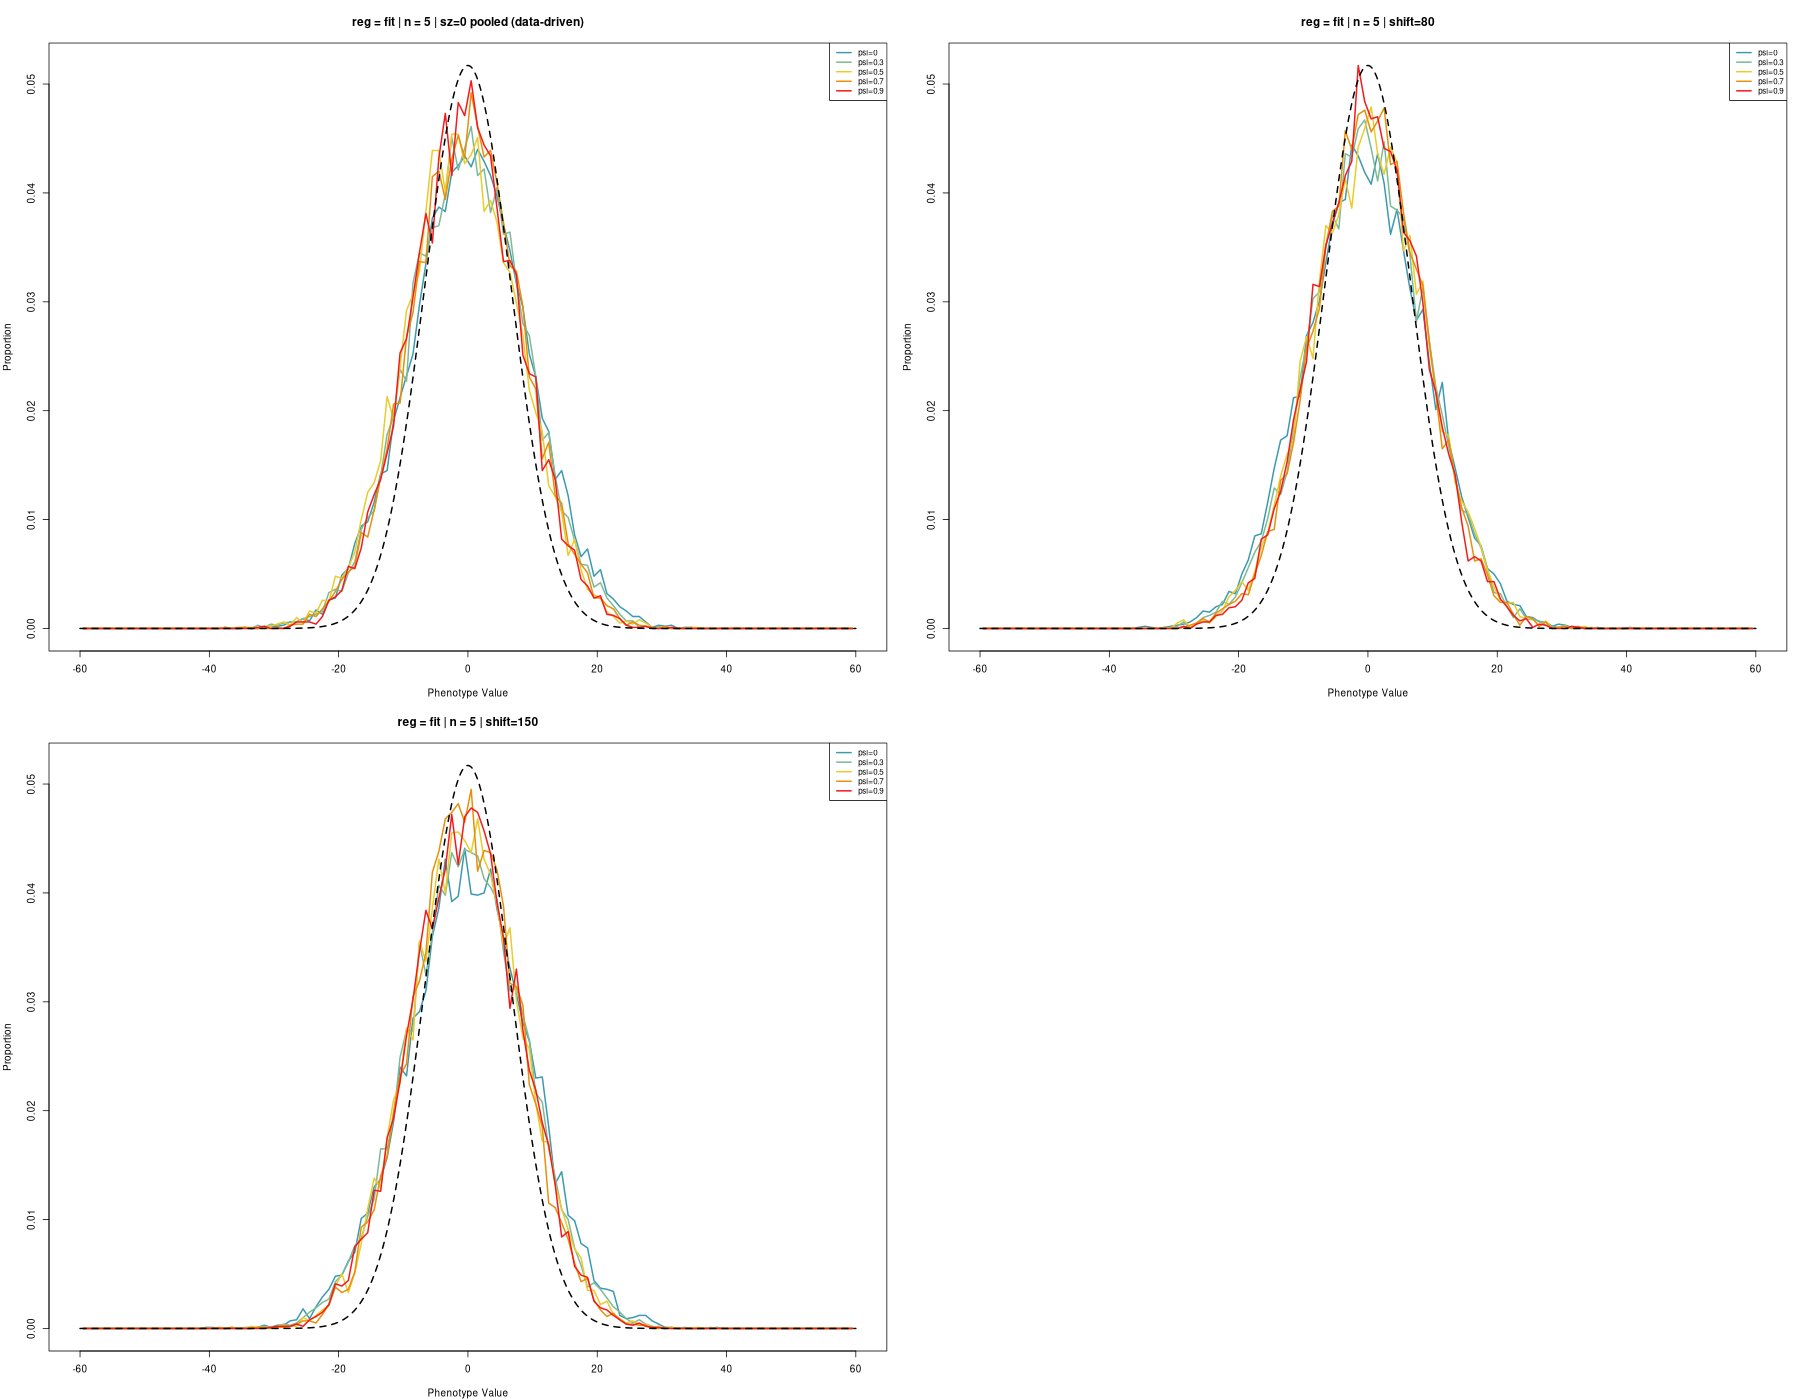 reg = fit | n = 5 | sz=0 pooled (data-driven)
psi=0
psi=0.3
psi=0.5
psi=0.7
psi=0.9
Proportion
0.05
0.04
0.03
0.02
0.01
0.00
-60 -40 -20 0 20 40 60
Phenotype Value
reg = fit | n = 5 | shift=80
psi=0
psi=0.3
psi=0.5
psi=0.7
psi=0.9
Proportion
0.05
0.04
0.03
0.02
0.01
0.00
-60 -40 -20 0 20 40 60
Phenotype Value
reg = fit | n = 5 | shift=150
psi=0
psi=0.3
psi=0.5
psi=0.7
psi=0.9
Proportion
0.05
0.04
0.03
0.02
0.01
0.00
-60 -40 -20 0 20 40 60
Phenotype Value